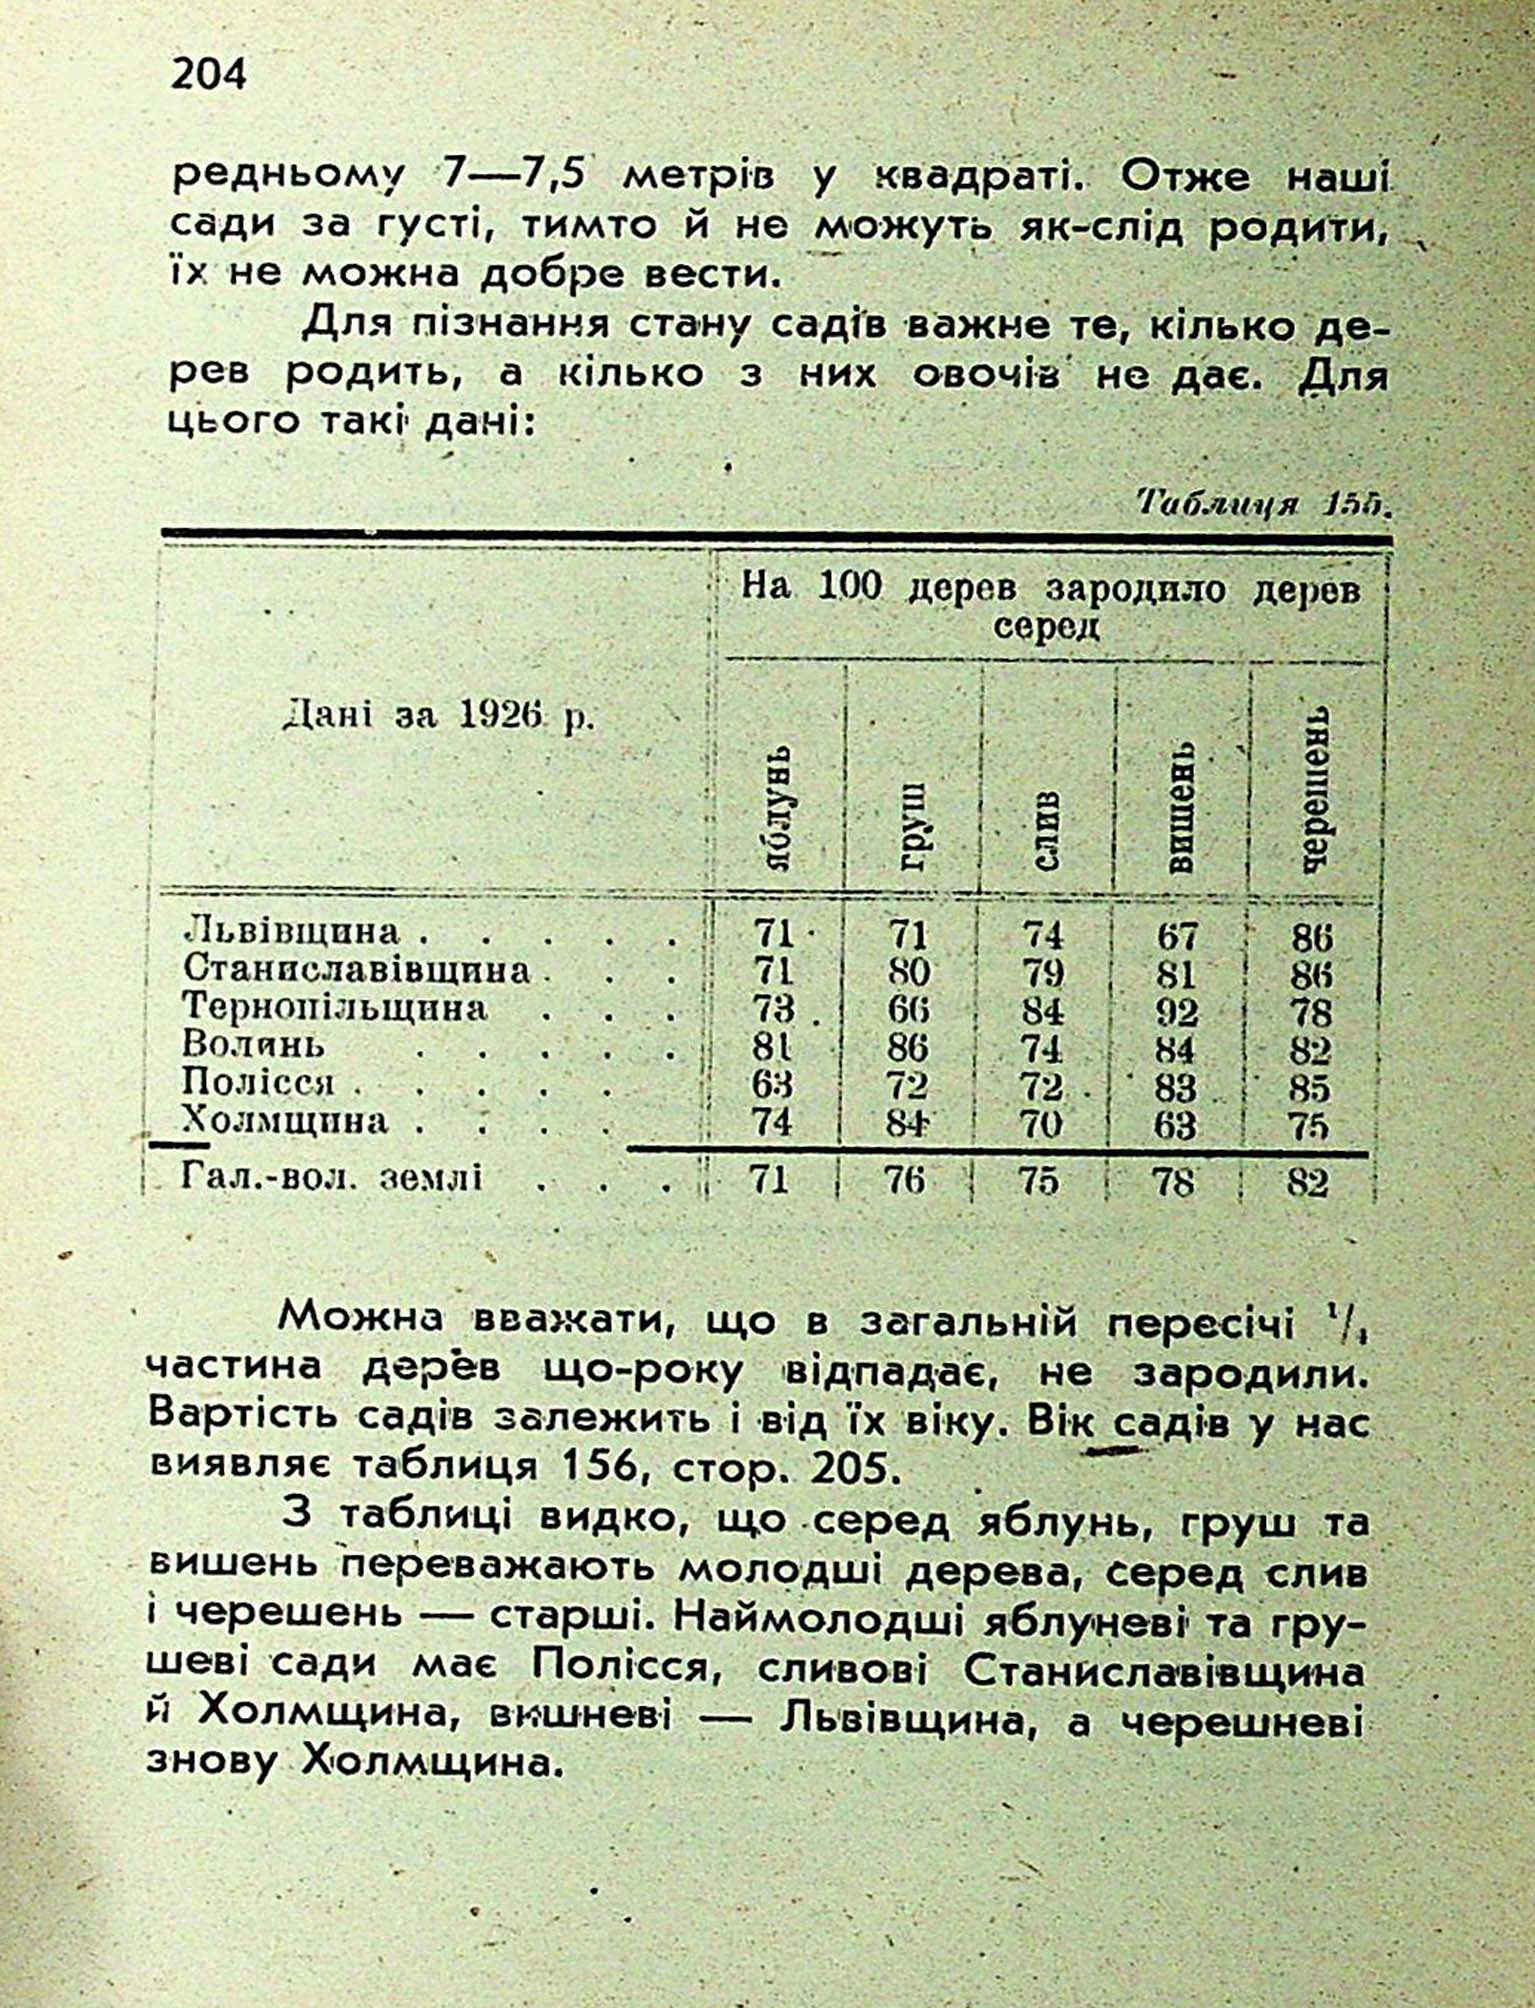 204
редньому 7—7,5 метрів у квадраті. Отже наші
сади за густі, тимто й не можуть як-слід родити,
їх не можна добре вести.
Для пізнання стану садів важне те, кілько де-
рев родить, а кілько з них овочів не дає. Для
цього такі дані:
Таблиця 155.
На 100 дерев зародило дерев
серед
Дані за 1926 р.
яблунь груш слив вишень черешень
Львівщина . . . . . 71 71 74 67 86
Станиславівщина . . . 71 80 79 81 86
Тернопільщина . . . 73 66 84 92 78
Волинь . . . . . 81 86 74 84 82
Полісся . . . . . 63 72 72 83 85
Холмщина . . . . 74 84 70 63 75
Гал.-вол. землі . . . 71 76 75 78 82
Можна вважати, що в загальній пересічі
частина дерев що-року відпадає, не зародили.
Вартість садів залежить і від їх віку. Вік садів у нас
виявляє таблиця 156, стор. 205.
З таблиці видко, що серед яблунь, груш та
вишень переважають молодші дерева, серед слив
і черешень — старші. Наймолодші яблуневі та гру-
шеві сади має Полісся, сливові Станиславівщина
й Холмщина, вишневі — Львівщина, а черешневі
знову Холмщина.